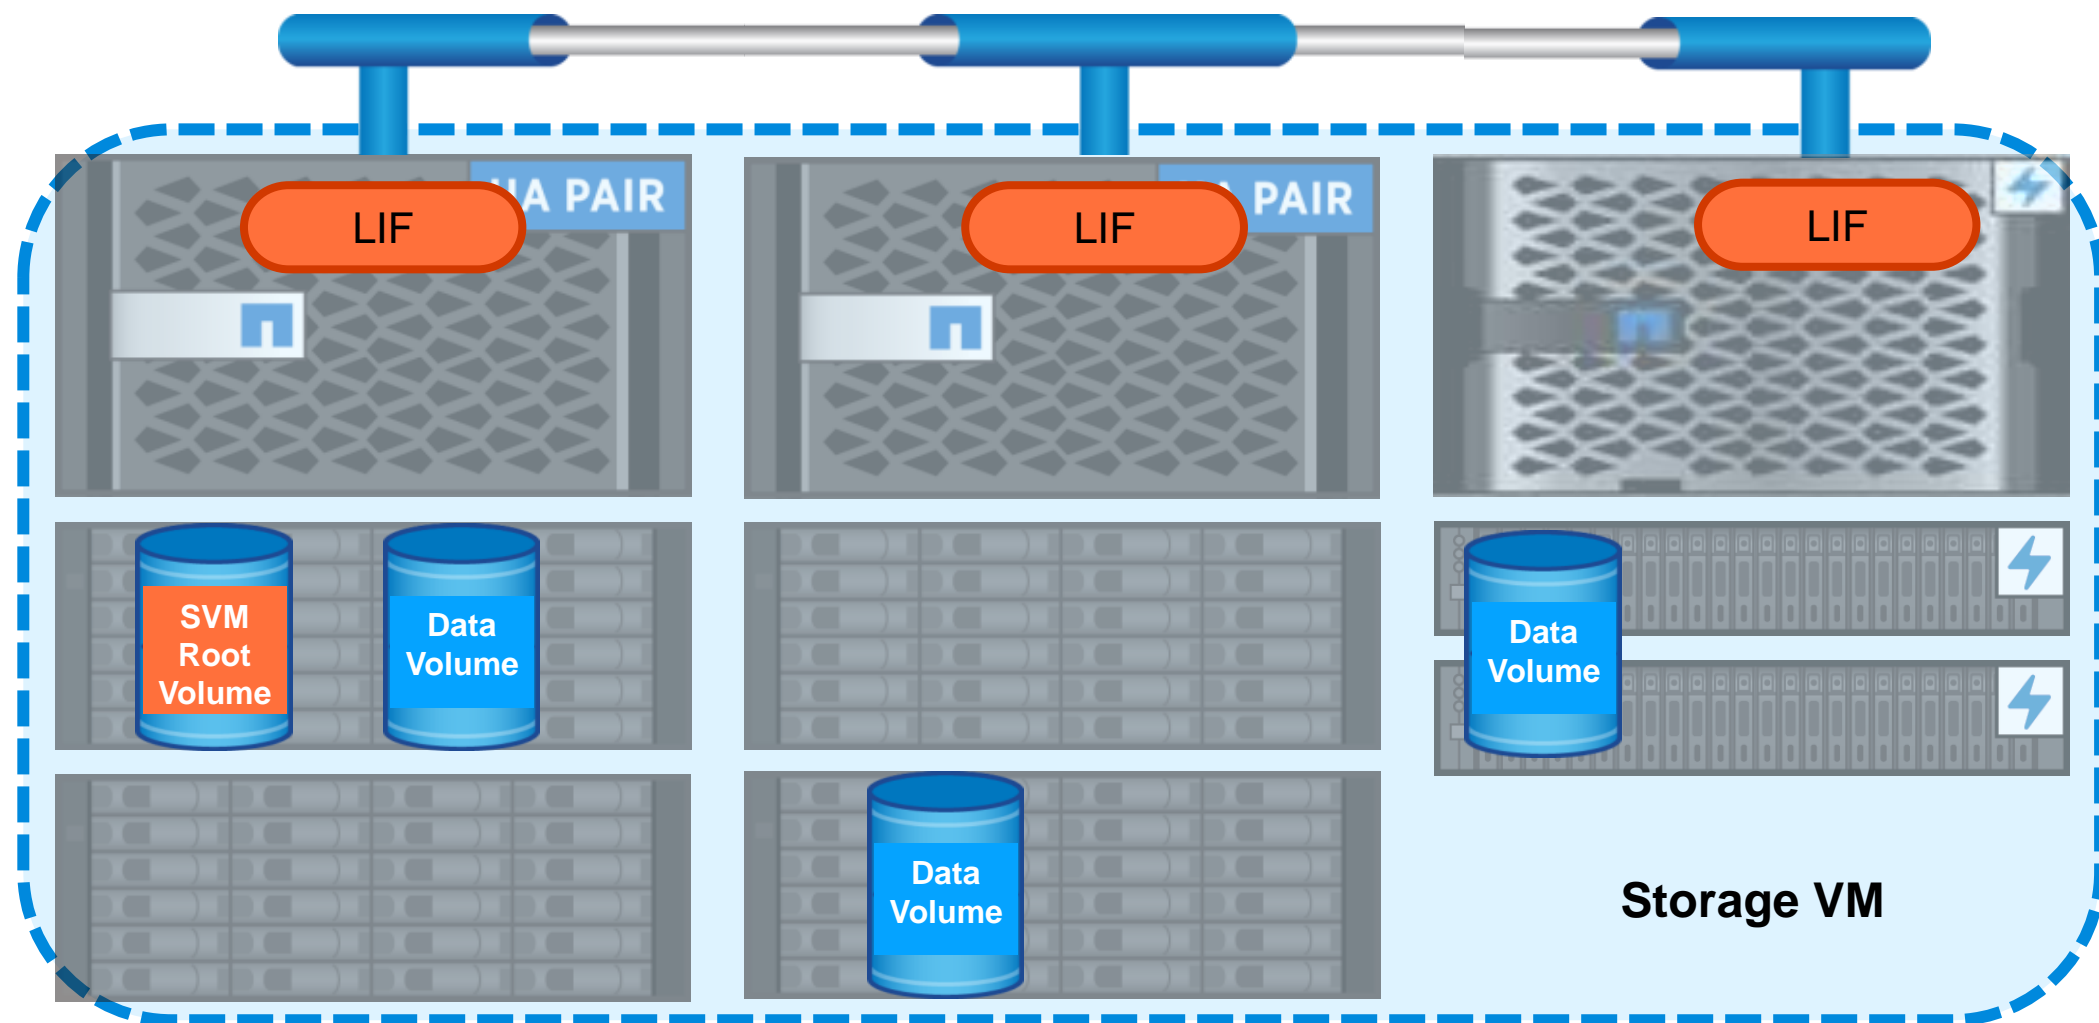 A PAIR
LIF
PAIR
LIF
LIF
SVM
Root
Volume
Data
Volume
Data
Volume
Data
Volume
Storage VM